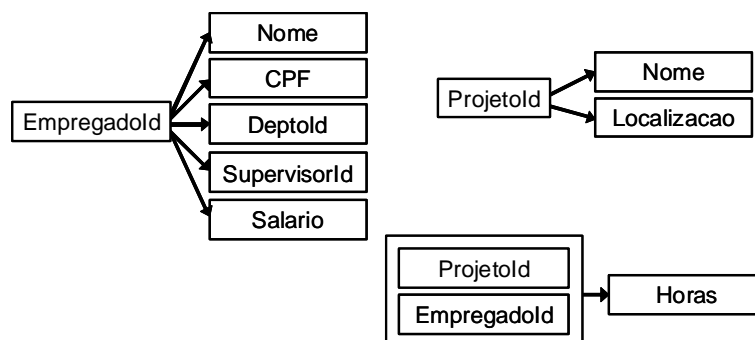 EmpregadoId
Nome
CPF
DeptoId
SupervisorId
Salario
ProjetoId
Nome
Localizacao
ProjetoId
EmpregadoId
Horas